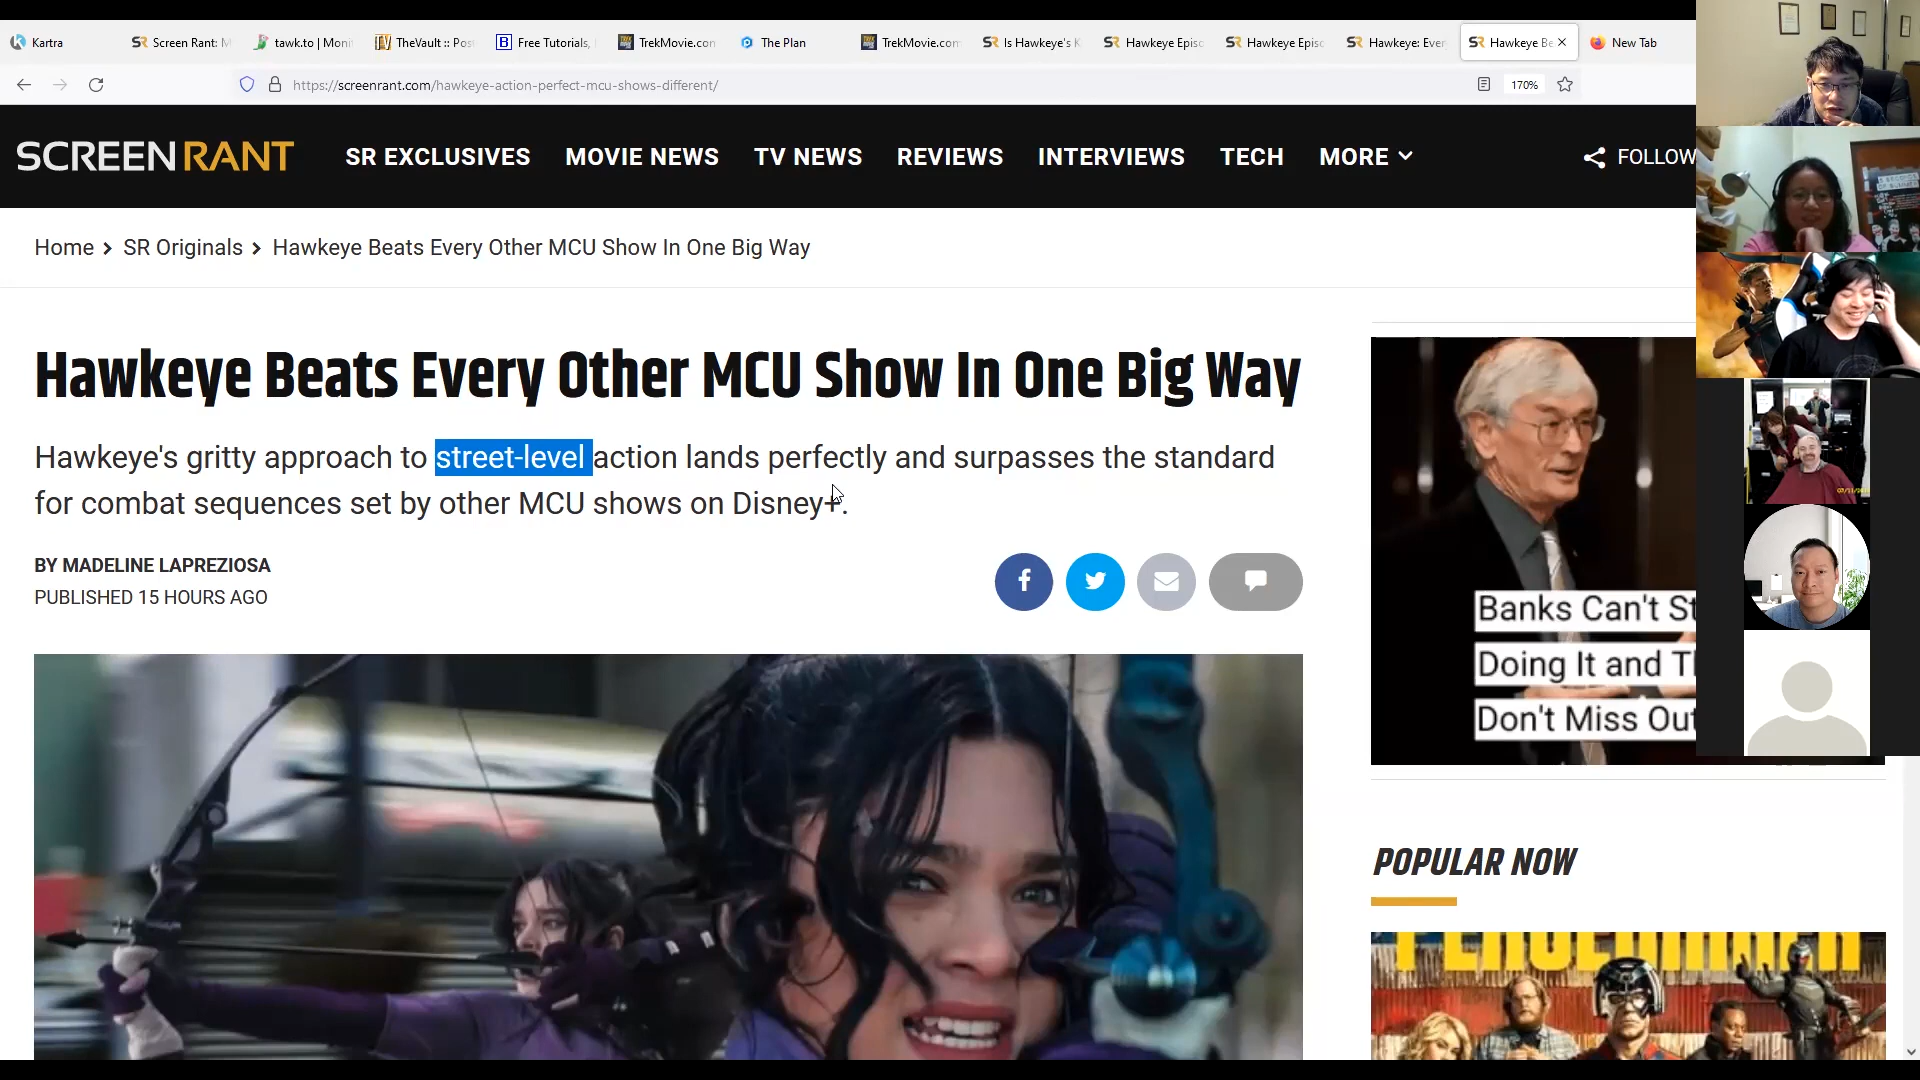 Kartra
Screen Rant: M
tawk.to | Moni
TheVault :: Pos
Free Tutorials,
TrekMovie.con
The Plan
TrekMovie.com
Is Hawkeye's K
Hawkeye Episo
Hawkeye Episo
Hawkeye: Ever
Hawkeye Be
New Tab
https://screenrant.com/hawkeye-action-perfect-mcu-shows-different/
170%
SCREENRANT
SR EXCLUSIVES
MOVIE NEWS
TV NEWS
REVIEWS
INTERVIEWS
TECH
MORE
FOLLOW
Home > SR Originals > Hawkeye Beats Every Other MCU Show In One Big Way
Hawkeye Beats Every Other MCU Show In One Big Way
Hawkeye's gritty approach to street-level action lands perfectly and surpasses the standard
for combat sequences set by other MCU shows on Disney+.
BY MADELINE LAPREZIOSA
PUBLISHED 15 HOURS AGO
Banks Can't St
Doing It and Th
Don't Miss Out
POPULAR NOW
PEACEMAKER